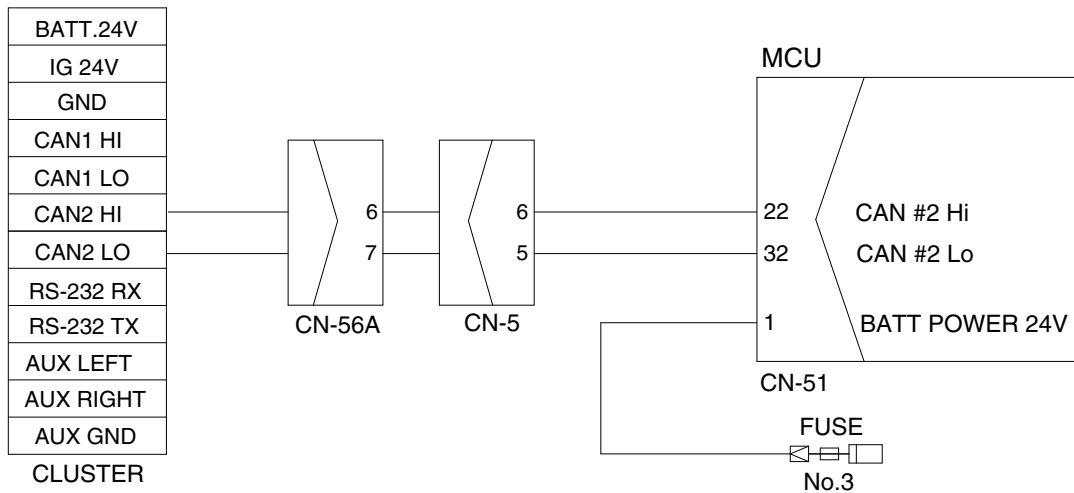 BATT.24V
IG 24V
GND
CAN1 HI
CAN1 LO
CAN2 HI
CAN2 LO
RS-232 RX
RS-232 TX
AUX LEFT
AUX RIGHT
AUX GND
CLUSTER
6
7
CN-56A
6
5
CN-5
MCU
22 CAN #2 Hi
32 CAN #2 Lo
1 BATT POWER 24V
CN-51
FUSE
No.3